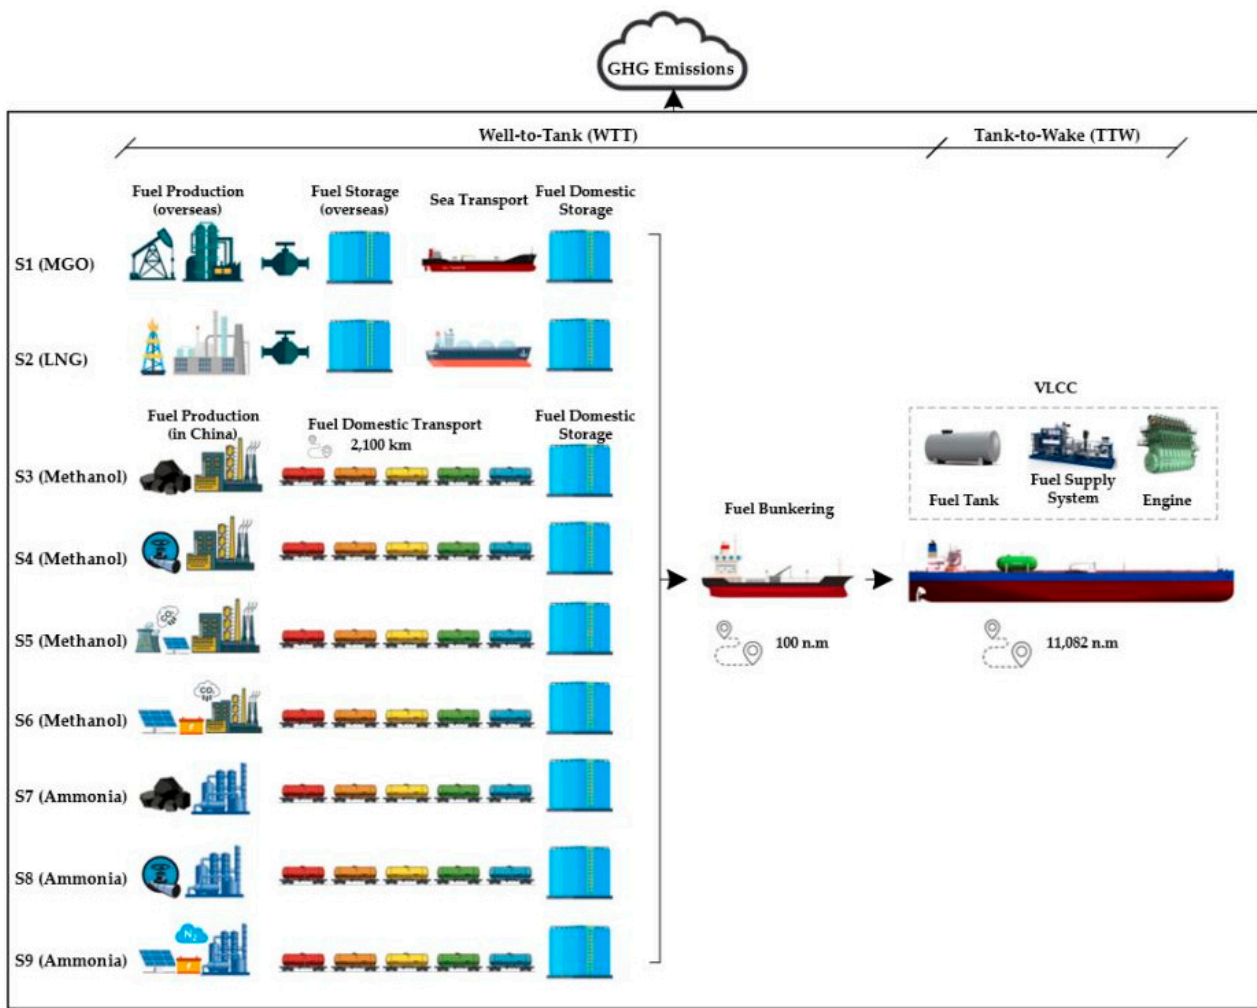 GHG Emissions
Well-to-Tank (WTT)
Tank-to-Wake (TTW)
Fuel Production
(overseas)
Fuel Storage
(overseas)
Sea Transport
Fuel Domestic
Storage
S1 (MGO)
S2 (LNG)
Fuel Production
(in China)
Fuel Domestic Transport
2,100 km
Fuel Domestic
Storage
S3 (Methanol)
S4 (Methanol)
S5 (Methanol)
CO₂
S6 (Methanol)
CO₂
S7 (Ammonia)
S8 (Ammonia)
S9 (Ammonia)
N₂
Fuel Bunkering
100 n.m
VLCC
Fuel Tank
Fuel Supply
System
Engine
11,082 n.m